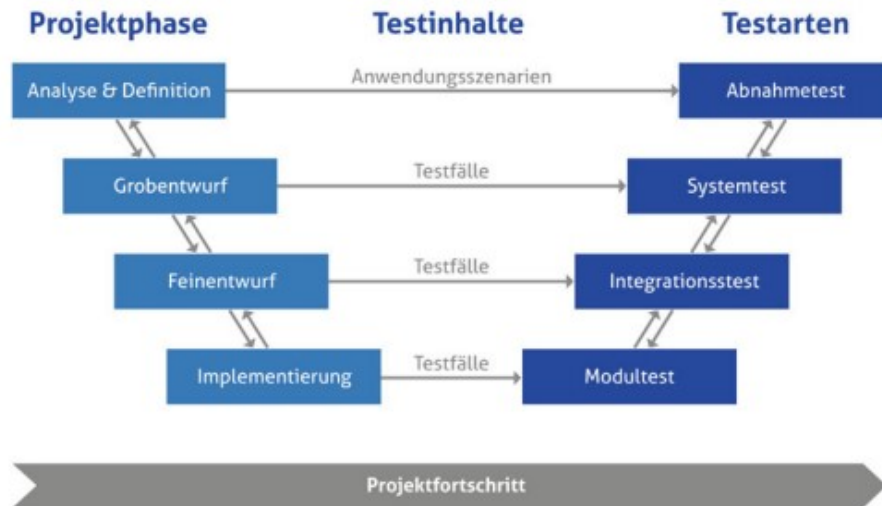 Projektphase
Testinhalte
Testarten
Analyse & Definition
Anwendungsszenarien
Abnahmetest
Grobentwurf
Testfälle
Systemtest
Feinentwurf
Testfälle
Integrationsstest
Implementierung
Testfälle
Modultest
Projektfortschritt